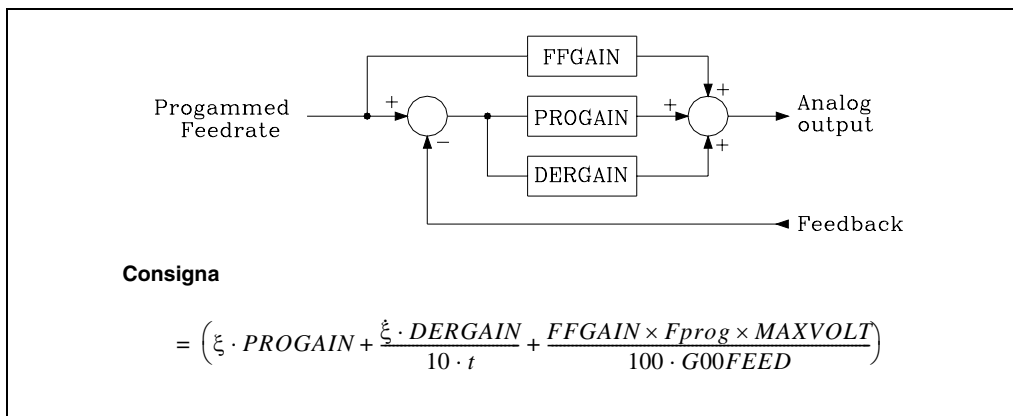 FFGAIN
Progammed
Feedrate
+
−
PROGAIN
+
+
+
Analog
output
DERGAIN
Feedback
Consigna
= ( ξ · PROGAIN + ξ̇ · DERGAIN / 10 · t + FFGAIN × Fprog × MAXVOLT / 100 · G00FEED )